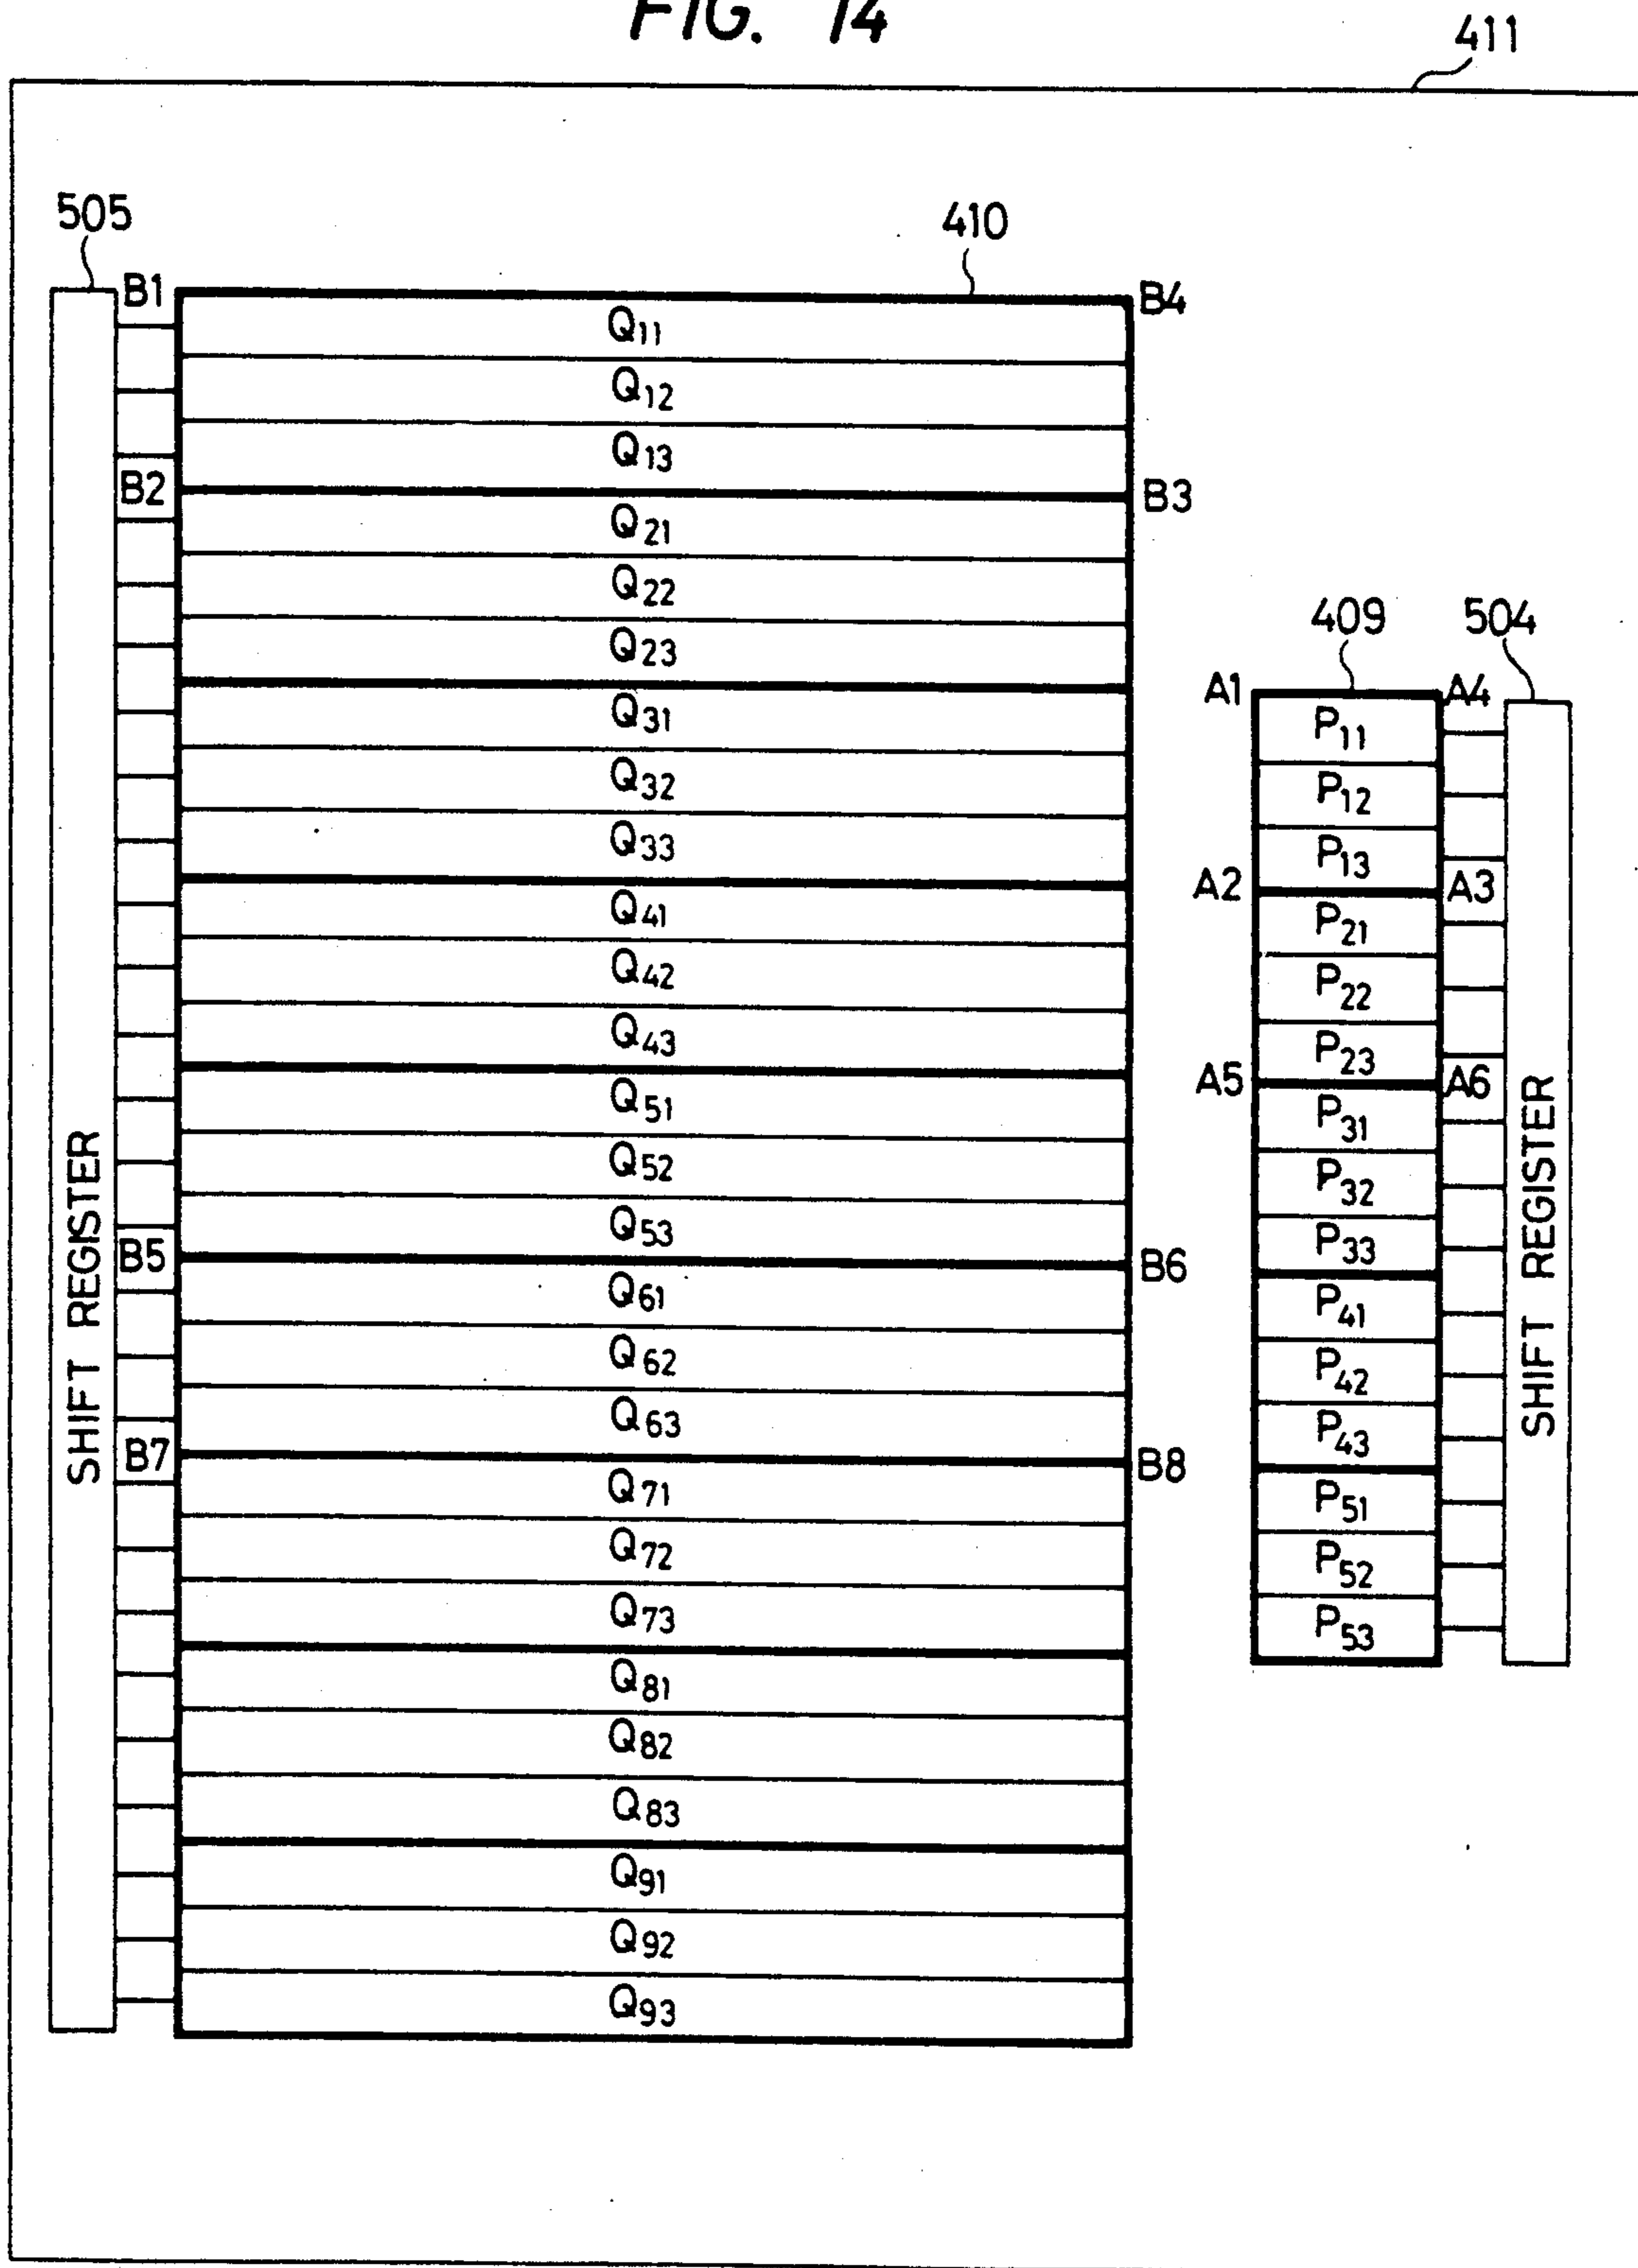 FIG. 14
411
505
410
B1
B4
Q11
Q12
Q13
B2
B3
Q21
Q22
Q23
Q31
Q32
Q33
Q41
Q42
Q43
Q51
Q52
Q53
B5
B6
Q61
Q62
Q63
B7
B8
Q71
Q72
Q73
Q81
Q82
Q83
Q91
Q92
Q93
SHIFT REGISTER
409
504
A1
A4
P11
P12
P13
A2
A3
P21
P22
P23
A5
A6
P31
P32
P33
P41
P42
P43
P51
P52
P53
SHIFT REGISTER